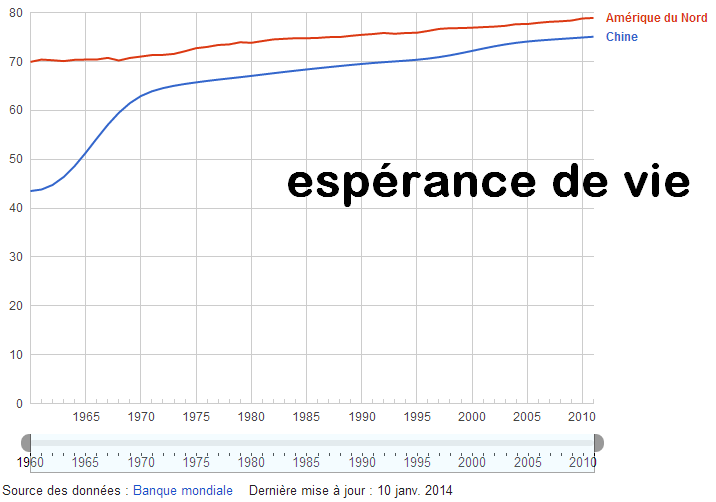 80
Amérique du Nord
Chine
70
60
50
espérance de vie
40
30
20
10
0
1965 1970 1975 1980 1985 1990 1995 2000 2005 2010
1960 1965 1970 1975 1980 1985 1990 1995 2000 2005 2010
Source des données : Banque mondiale Dernière mise à jour : 10 janv. 2014